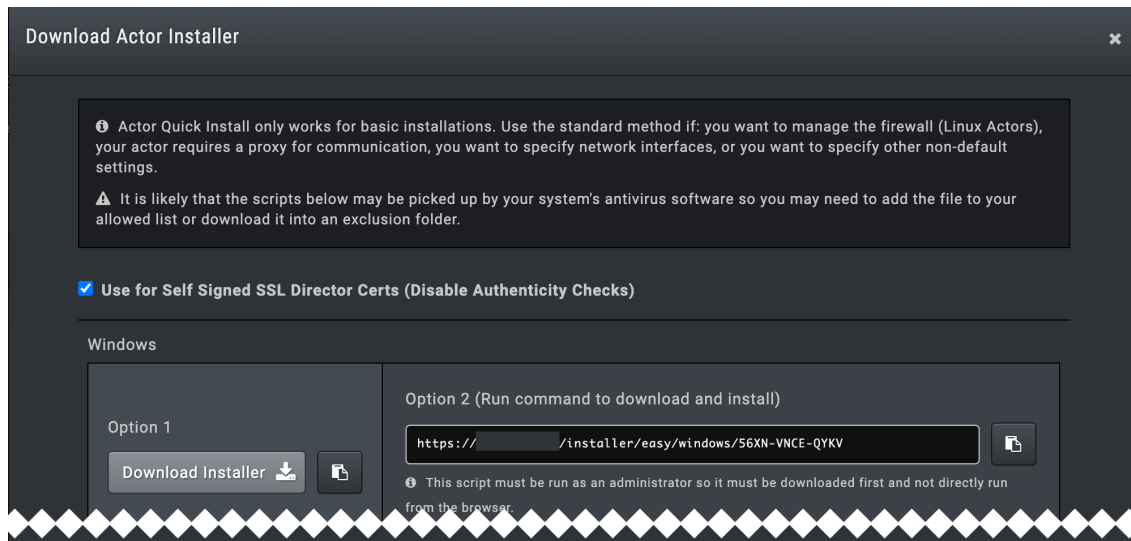 Download Actor Installer
Actor Quick Install only works for basic installations. Use the standard method if: you want to manage the firewall (Linux Actors),
your actor requires a proxy for communication, you want to specify network interfaces, or you want to specify other non-default
settings.
It is likely that the scripts below may be picked up by your system's antivirus software so you may need to add the file to your
allowed list or download it into an exclusion folder.
Use for Self Signed SSL Director Certs (Disable Authenticity Checks)
Windows
Option 1
Download Installer
Option 2 (Run command to download and install)
https:// /installer/easy/windows/56XN-VNCE-QYKV
This script must be run as an administrator so it must be downloaded first and not directly run
from the browser.